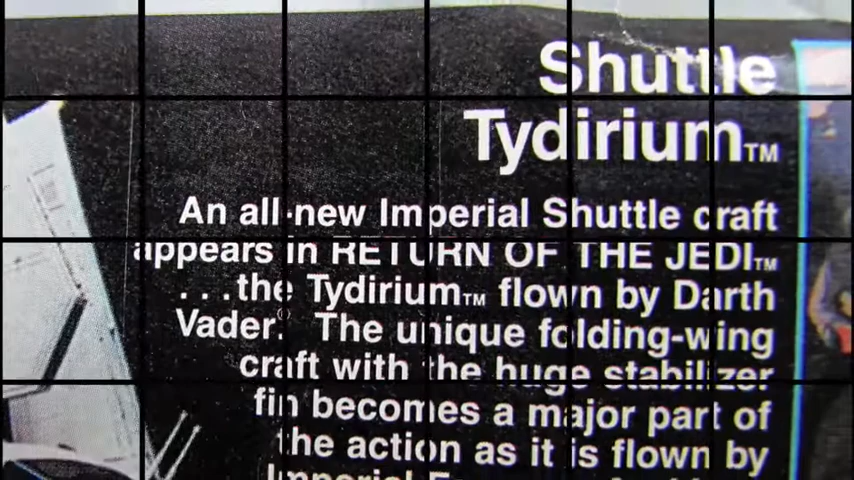 Shuttle
Tydirium™
An all-new Imperial Shuttle craft
appears in RETURN OF THE JEDI™
. . . the Tydirium™ flown by Darth
Vader. The unique folding-wing
craft with the huge stabilizer
fin becomes a major part of
the action as it is flown by
Imperial